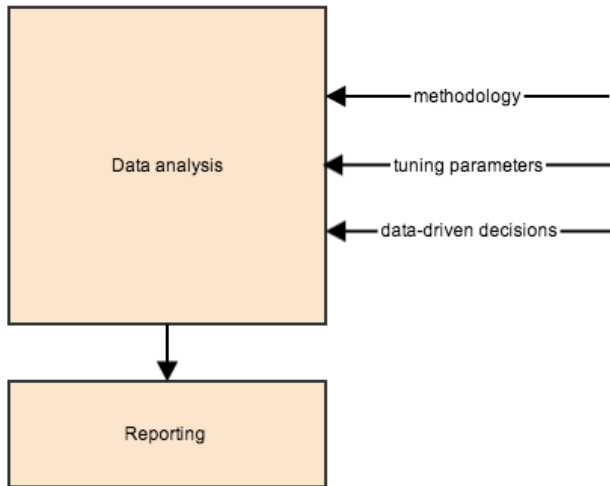 methodology
Data analysis
tuning parameters
data-driven decisions
Reporting